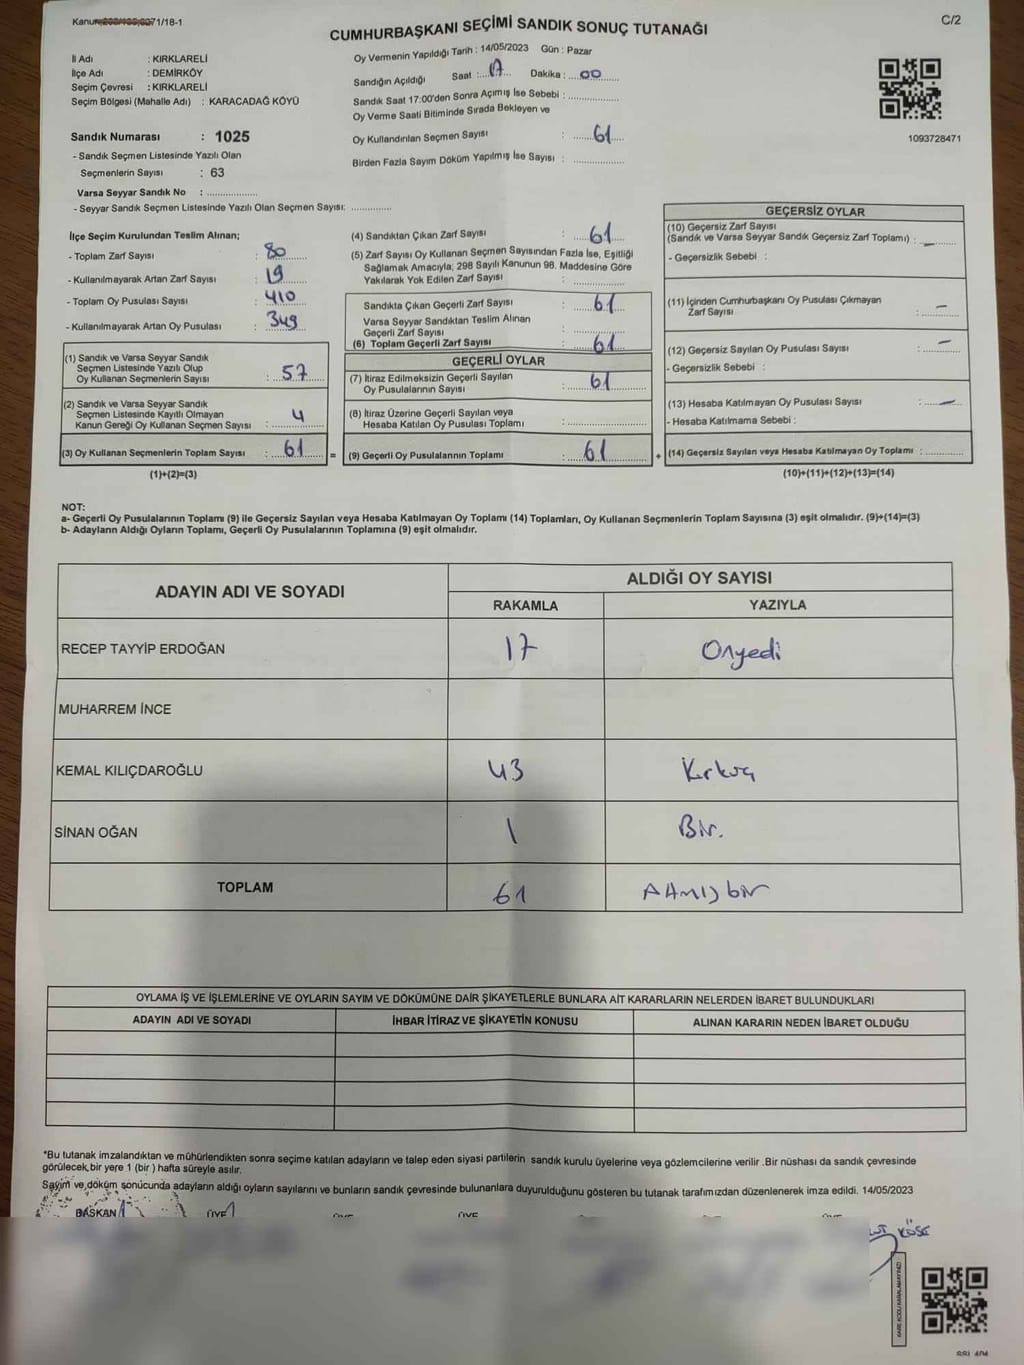 CUMHURBAŞKANI SEÇİMİ SANDIK SONUÇ TUTANAĞI
C/2
İl Adı : KIRKLARELİ
İlçe Adı : DEMİRKÖY
Seçim Çevresi : KIRKLARELİ
Seçim Bölgesi (Mahalle Adı) : KARACADAĞ KÖYÜ
Sandık Numarası : 1025
- Sandık Seçmen Listesinde Yazılı Olan
Seçmenlerin Sayısı : 63
Varsa Seyyar Sandık No : ..................
- Seyyar Sandık Seçmen Listesinde Yazılı Olan Seçmen Sayısı: ..............
Oy Vermenin Yapıldığı Tarih : 14/05/2023 Gün : Pazar
Sandığın Açıldığı Saat : 17 Dakika : 00
Sandık Saat 17:00'den Sonra Açımış İse Sebebi : ..................
Oy Verme Saati Bitiminde Sırada Bekleyen ve
Oy Kullandırılan Seçmen Sayısı : 61
Birden Fazla Sayım Döküm Yapılmış İse Sayısı : ..................
1093728471
İlçe Seçim Kurulundan Teslim Alınan;
- Toplam Zarf Sayısı : 80
- Kullanılmayarak Artan Zarf Sayısı : 19
- Toplam Oy Pusulası Sayısı : 410
- Kullanılmayarak Artan Oy Pusulası : 349
(1) Sandık ve Varsa Seyyar Sandık
Seçmen Listesinde Yazılı Olup
Oy Kullanan Seçmenlerin Sayısı : 57
(2) Sandık ve Varsa Seyyar Sandık
Seçmen Listesinde Kayıtlı Olmayan
Kanun Gereği Oy Kullanan Seçmen Sayısı : 4
(3) Oy Kullanan Seçmenlerin Toplam Sayısı : 61 =
(1)+(2)=(3)
(4) Sandıktan Çıkan Zarf Sayısı : 61
(5) Zarf Sayısı Oy Kullanan Seçmen Sayısından Fazla İse, Eşitliği
Sağlamak Amacıyla; 298 Sayılı Kanunun 98. Maddesine Göre
Yakılarak Yok Edilen Zarf Sayısı : ..............
Sandıkta Çıkan Geçerli Zarf Sayısı : 61
Varsa Seyyar Sandıktan Teslim Alınan
Geçerli Zarf Sayısı : ..............
(6) Toplam Geçerli Zarf Sayısı : 61
GEÇERLİ OYLAR
(7) İtiraz Edilmeksizin Geçerli Sayılan
Oy Pusulalarının Sayısı : 61
(8) İtiraz Üzerine Geçerli Sayılan veya
Hesaba Katılan Oy Pusulası Toplamı : ..............
(9) Geçerli Oy Pusulalarının Toplamı : 61 +
GEÇERSİZ OYLAR
(10) Geçersiz Zarf Sayısı
(Sandık ve Varsa Seyyar Sandık Geçersiz Zarf Toplamı) : —
- Geçersizlik Sebebi :
(11) İçinden Cumhurbaşkanı Oy Pusulası Çıkmayan
Zarf Sayısı : —
(12) Geçersiz Sayılan Oy Pusulası Sayısı : —
- Geçersizlik Sebebi :
(13) Hesaba Katılmayan Oy Pusulası Sayısı : —
- Hesaba Katılmama Sebebi :
(14) Geçersiz Sayılan veya Hesaba Katılmayan Oy Toplamı : ..............
(10)+(11)+(12)+(13)=(14)
NOT:
a- Geçerli Oy Pusulalarının Toplamı (9) ile Geçersiz Sayılan veya Hesaba Katılmayan Oy Toplamı (14) Toplamları, Oy Kullanan Seçmenlerin Toplam Sayısına (3) eşit olmalıdır. (9)+(14)=(3)
b- Adayların Aldığı Oyların Toplamı, Geçerli Oy Pusulalarının Toplamına (9) eşit olmalıdır.
ADAYIN ADI VE SOYADI
ALDIĞI OY SAYISI
RAKAMLA YAZIYLA
RECEP TAYYİP ERDOĞAN 17 Onyedi
MUHARREM İNCE
KEMAL KILIÇDAROĞLU 43 Kırküç
SİNAN OĞAN 1 Bir.
TOPLAM 61 Altmışbir
OYLAMA İŞ VE İŞLEMLERİNE VE OYLARIN SAYIM VE DÖKÜMÜNE DAİR ŞİKAYETLERLE BUNLARA AİT KARARLARIN NELERDEN İBARET BULUNDUKLARI
ADAYIN ADI VE SOYADI İHBAR İTİRAZ VE ŞİKAYETİN KONUSU ALINAN KARARIN NEDEN İBARET OLDUĞU
*Bu tutanak imzalandıktan ve mühürlendikten sonra seçime katılan adayların ve talep eden siyasi partilerin sandık kurulu üyelerine veya gözlemcilerine verilir .Bir nüshası da sandık çevresinde
görülecek bir yere 1 (bir ) hafta süreyle asılır.
Sayım ve döküm sonucunda adayların aldığı oyların sayılarını ve bunların sandık çevresinde bulunanlara duyurulduğunu gösteren bu tutanak tarafımızdan düzenlenerek imza edildi. 14/05/2023
BAŞKAN ÜYE ÜYE ÜYE
KÖSE